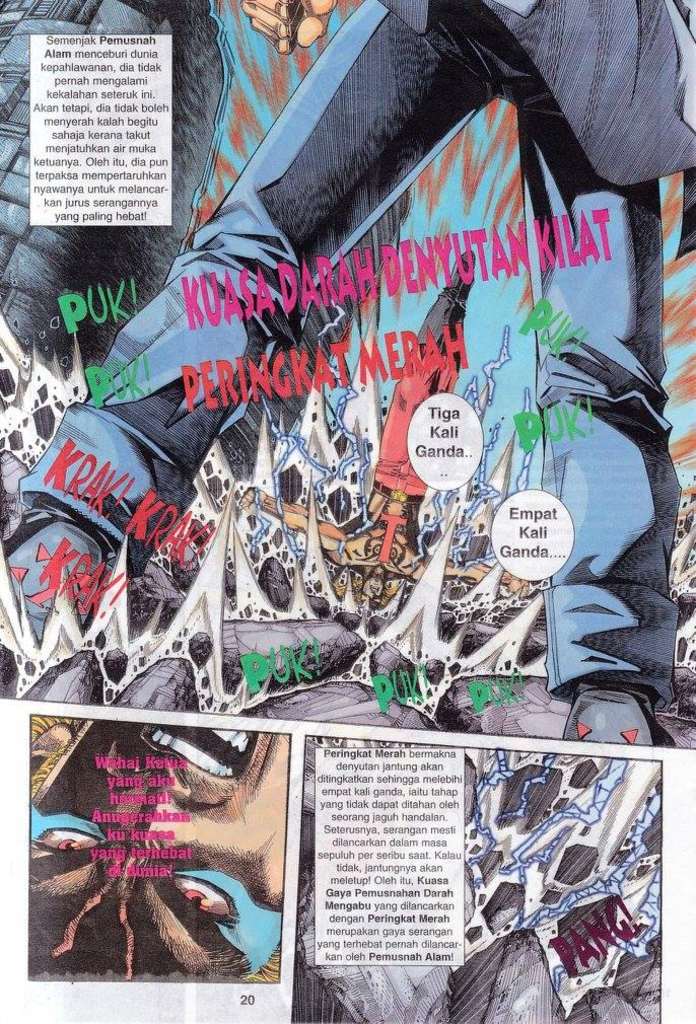 Semenjak Pemusnah
Alam menceburi dunia
kepahlawanan, dia tidak
pernah mengalami
kekalahan seteruk ini.
Akan tetapi, dia tidak boleh
menyerah kalah begitu
sahaja kerana takut
menjatuhkan air muka
ketuanya. Oleh itu, dia pun
terpaksa mempertaruhkan
nyawanya untuk melancar-
kan jurus serangannya
yang paling hebat!
PUK!
KUASA DARAH DENYUTAN KILAT
PUK!
PUK!
PERINGKAT MERAH
PUK!
Tiga
Kali
Ganda..
..
KRAK!
KRAK!
KRAK!
Empat
Kali
Ganda....
PUK!
PUK!
PUK!
Wahai Ketua
yang aku
hormati!
Anugerahkan
ku kuasa
yang terhebat
di dunia!
Peringkat Merah bermakna
denyutan jantung akan
ditingkatkan sehingga melebihi
empat kali ganda, iaitu tahap
yang tidak dapat ditahan oleh
seorang jaguh handalan.
Seterusnya, serangan mesti
dilancarkan dalam masa
sepuluh per seribu saat. Kalau
tidak, jantungnya akan
meletup! Oleh itu, Kuasa
Gaya Pemusnahan Darah
Mengabu yang dilancarkan
dengan Peringkat Merah
merupakan gaya serangan
yang terhebat pernah dilancar-
kan oleh Pemusnah Alam!
PANG!
20